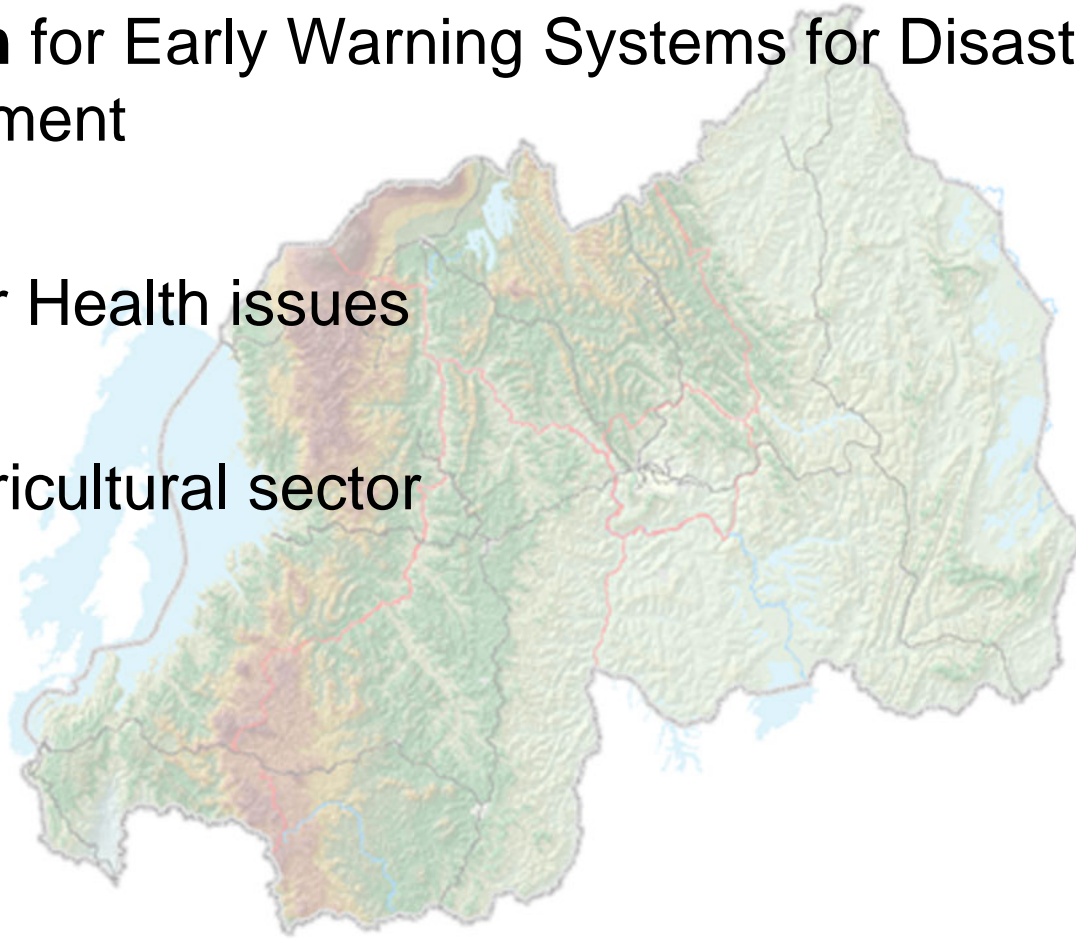 n for Early Warning Systems for Disast
ment
r Health issues
ricultural sector